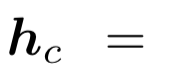 h_c =